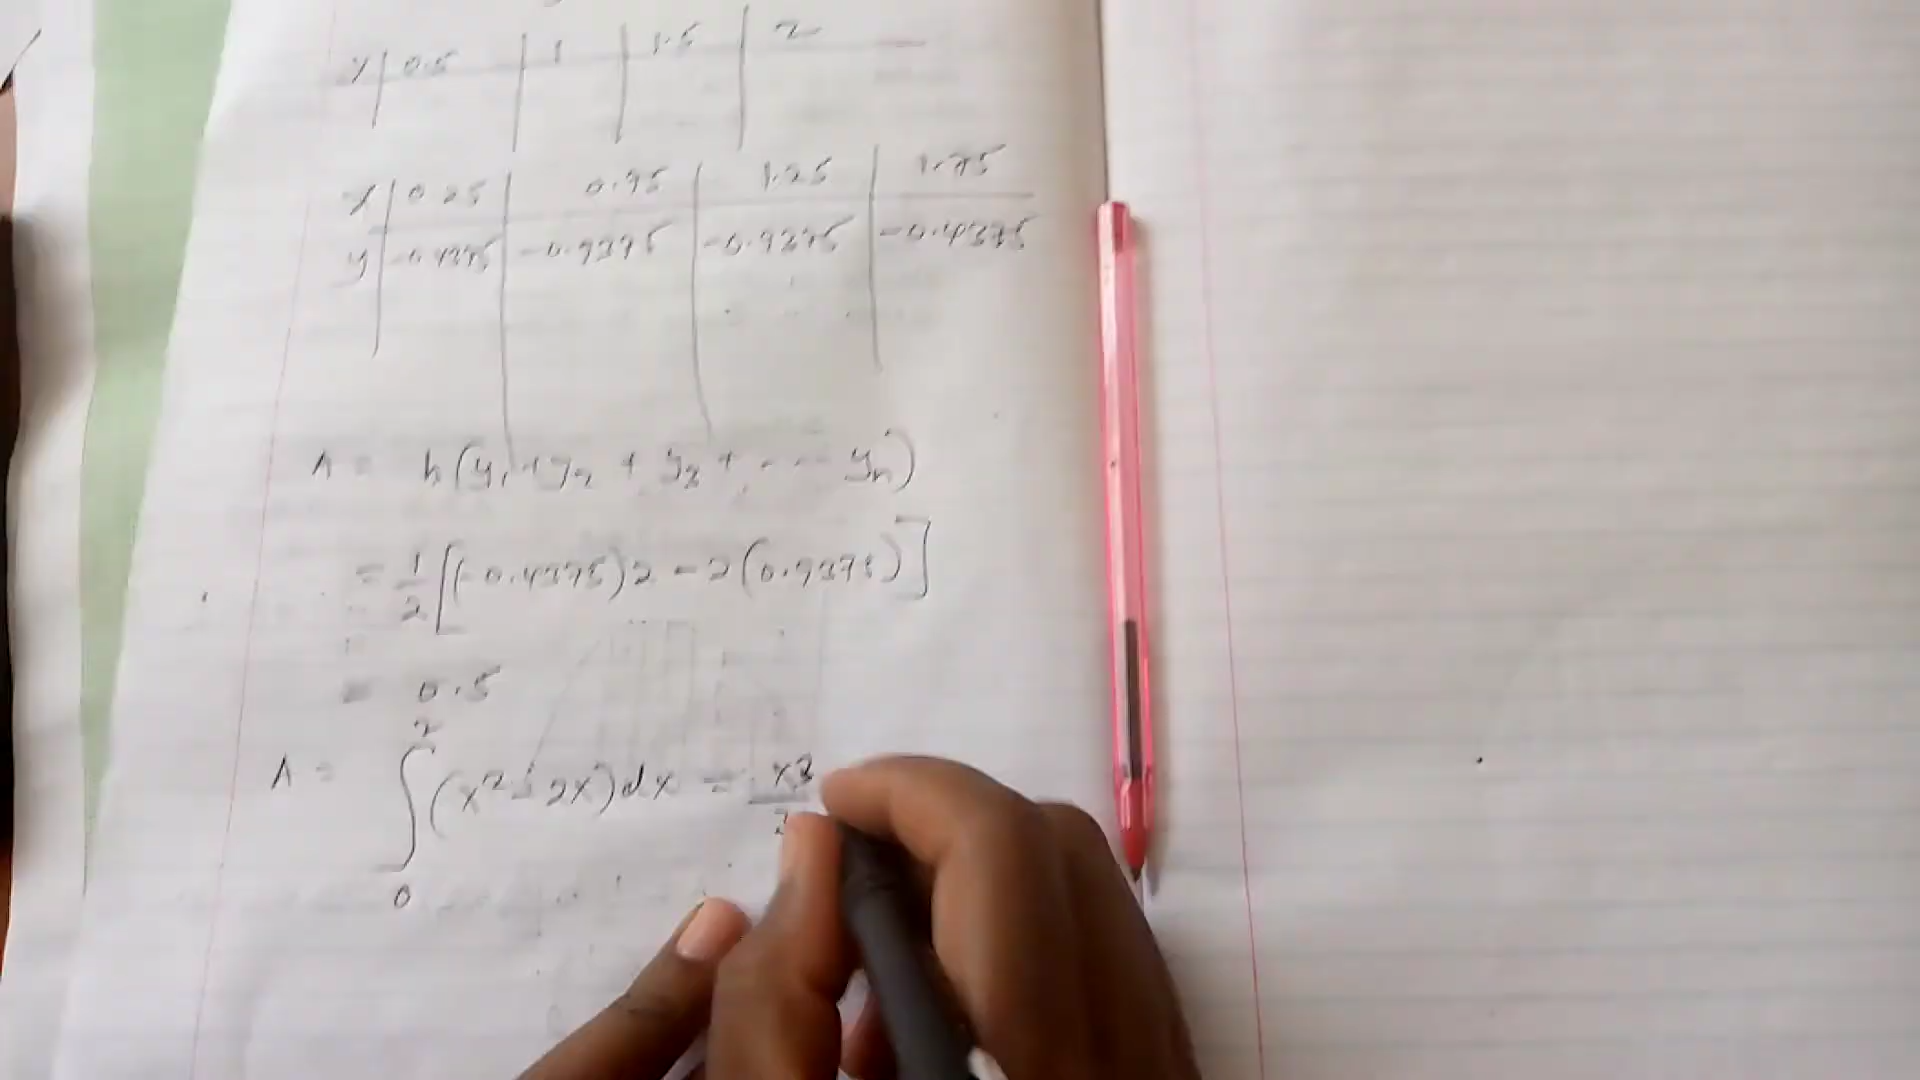 x | 0.5 | 1 | 1.5 | 2
x | 0.25 | 0.75 | 1.25 | 1.75
y | -0.4375 | -0.9375 | -0.9375 | -0.4375
A = h(y₁ + y₂ + y₃ + - - - yₙ)
= 1/2 [(-0.4375)2 - 2(0.9375)]
= 0.5
A = ∫₀² (x² - 2x)dx = x³/3